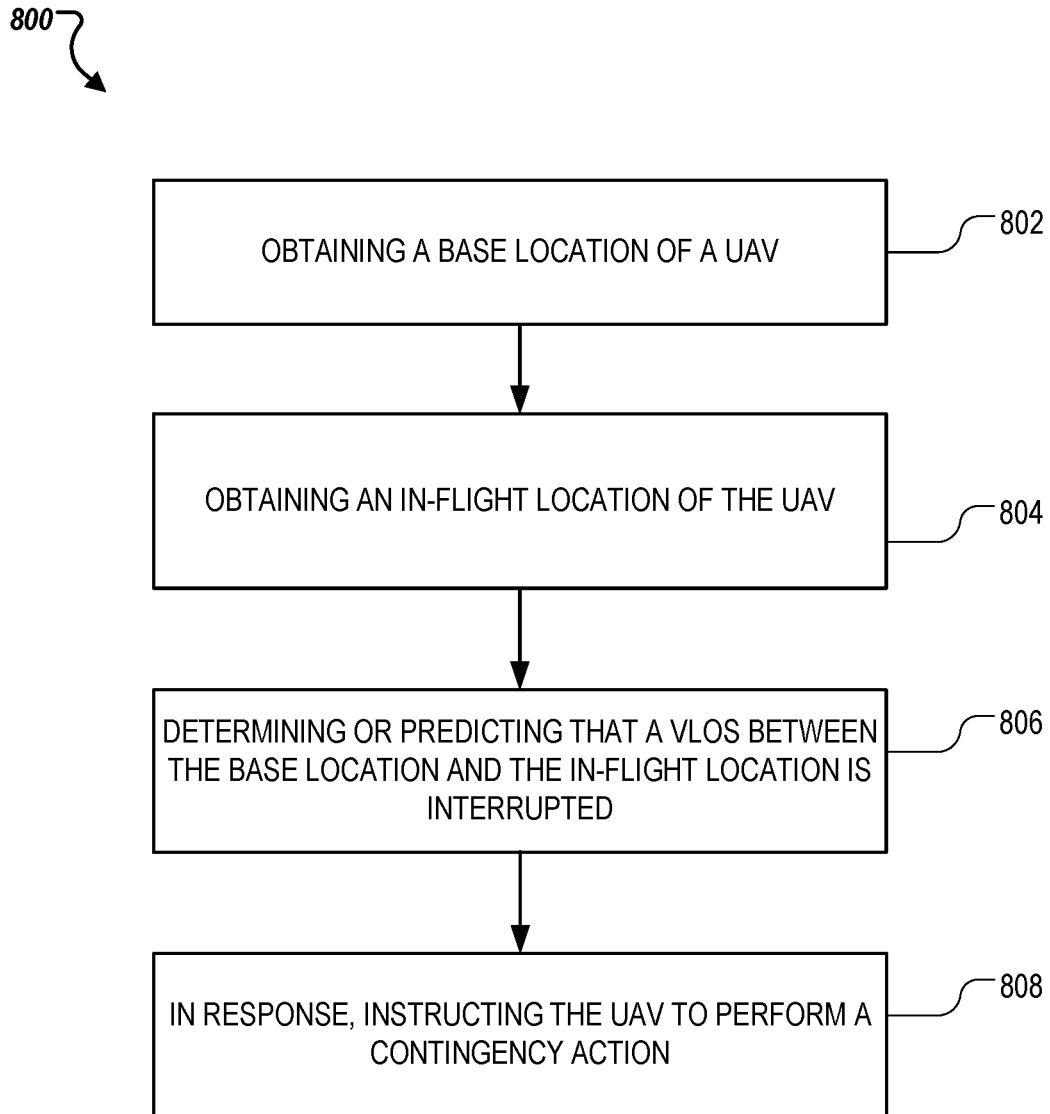 800
OBTAINING A BASE LOCATION OF A UAV
802
OBTAINING AN IN-FLIGHT LOCATION OF THE UAV
804
DETERMINING OR PREDICTING THAT A VLOS BETWEEN
THE BASE LOCATION AND THE IN-FLIGHT LOCATION IS
INTERRUPTED
806
IN RESPONSE, INSTRUCTING THE UAV TO PERFORM A
CONTINGENCY ACTION
808